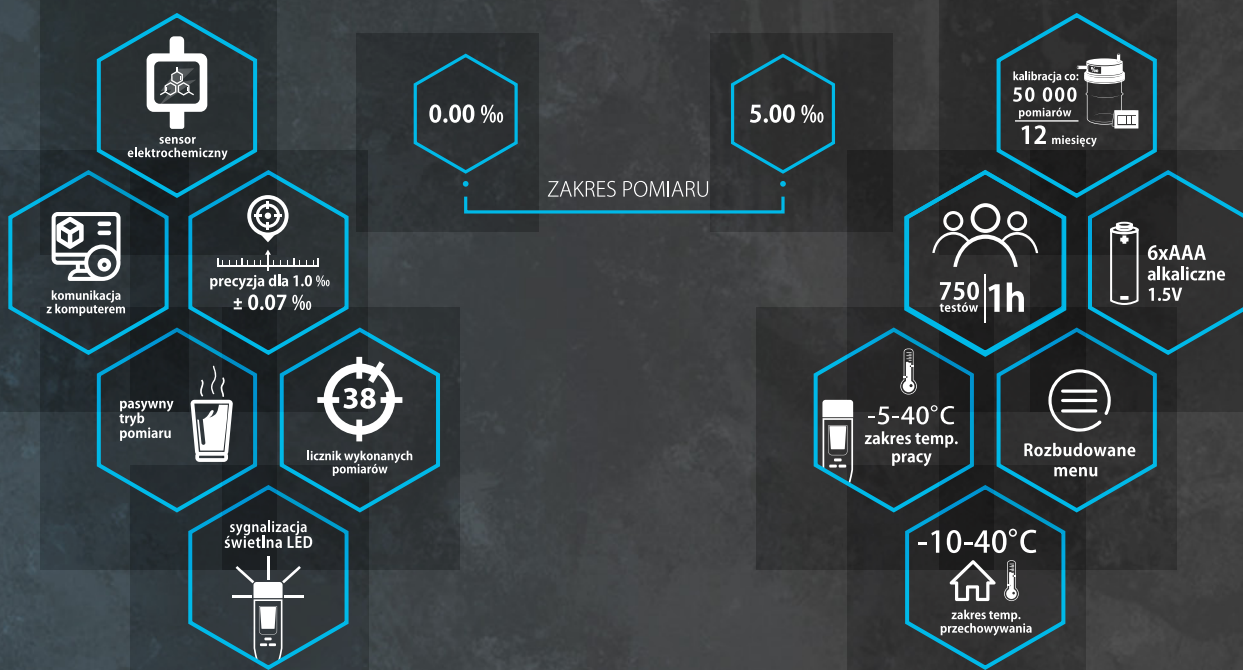 sensor
elektrochemiczny
0.00 ‰
5.00 ‰
ZAKRES POMIARU
kalibracja co:
50 000
pomiarów
12 miesięcy
komunikacja
z komputerem
precyzja dla 1.0 ‰
± 0.07 ‰
750
testów
1h
6xAAA
alkaliczne
1.5V
pasywny
tryb
pomiaru
38
licznik wykonanych
pomiarów
-5-40°C
zakres temp.
pracy
Rozbudowane
menu
sygnalizacja
świetlna LED
-10-40°C
zakres temp.
przechowywania